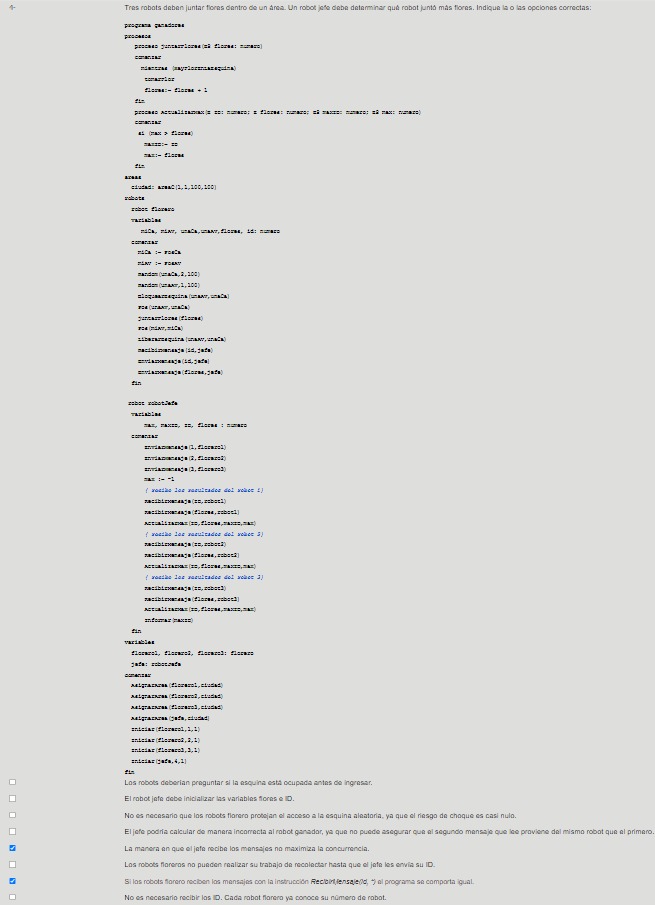 4-
Tres robots deben juntar flores dentro de un área. Un robot jefe debe determinar qué robot juntó más flores. Indique la o las opciones correctas:
programa ganadores
procesos
proceso juntarFlores(ES flores: numero)
comenzar
mientras (HayFlorEnLaEsquina)
tomarFlor
flores:= flores + 1
fin
proceso ActualizarMax(E ID: numero; E flores: numero; ES maxID: numero; ES max: numero)
comenzar
si (max > flores)
maxID:= ID
max:= flores
fin
areas
ciudad: areaC(1,1,100,100)
robots
robot florero
variables
miCa, miAv, unaCa,unaAv,flores, id: numero
comenzar
miCa := PosCa
miAv := PosAv
Random(unaCa,2,100)
Random(unaAv,1,100)
BloquearEsquina(unaAv,unaCa)
Pos(unaAv,unaCa)
juntarFlores(flores)
Pos(miAv,miCa)
LiberarEsquina(unaAv,unaCa)
RecibirMensaje(id,jefe)
EnviarMensaje(id,jefe)
EnviarMensaje(flores,jefe)
fin
robot robotJefe
variables
max, maxID, ID, flores : numero
comenzar
EnviarMensaje(1,florero1)
EnviarMensaje(2,florero2)
EnviarMensaje(3,florero3)
max := -1
{ recibo los resultados del robot 1}
RecibirMensaje(ID,robot1)
RecibirMensaje(flores,robot1)
ActualizarMax(ID,flores,maxID,max)
{ recibo los resultados del robot 2}
RecibirMensaje(ID,robot2)
RecibirMensaje(flores,robot2)
ActualizarMax(ID,flores,maxID,max)
{ recibo los resultados del robot 3}
RecibirMensaje(ID,robot3)
RecibirMensaje(flores,robot3)
ActualizarMax(ID,flores,maxID,max)
Informar(maxID)
fin
variables
florero1, florero2, florero3: florero
jefe: robotJefe
comenzar
AsignarArea(florero1,ciudad)
AsignarArea(florero2,ciudad)
AsignarArea(florero3,ciudad)
AsignarArea(jefe,ciudad)
Iniciar(florero1,1,1)
Iniciar(florero2,2,1)
Iniciar(florero3,3,1)
Iniciar(jefe,4,1)
fin
Los robots deberían preguntar si la esquina está ocupada antes de ingresar.
El robot jefe debe inicializar las variables flores e ID.
No es necesario que los robots florero protejan el acceso a la esquina aleatoria, ya que el riesgo de choque es casi nulo.
El jefe podría calcular de manera incorrecta al robot ganador, ya que no puede asegurar que el segundo mensaje que lee proviene del mismo robot que el primero.
La manera en que el jefe recibe los mensajes no maximiza la concurrencia.
Los robots floreros no pueden realizar su trabajo de recolectar hasta que el jefe les envía su ID.
Si los robots florero reciben los mensajes con la instrucción RecibirMensaje(id, *) el programa se comporta igual.
No es necesario recibir los ID. Cada robot florero ya conoce su número de robot.